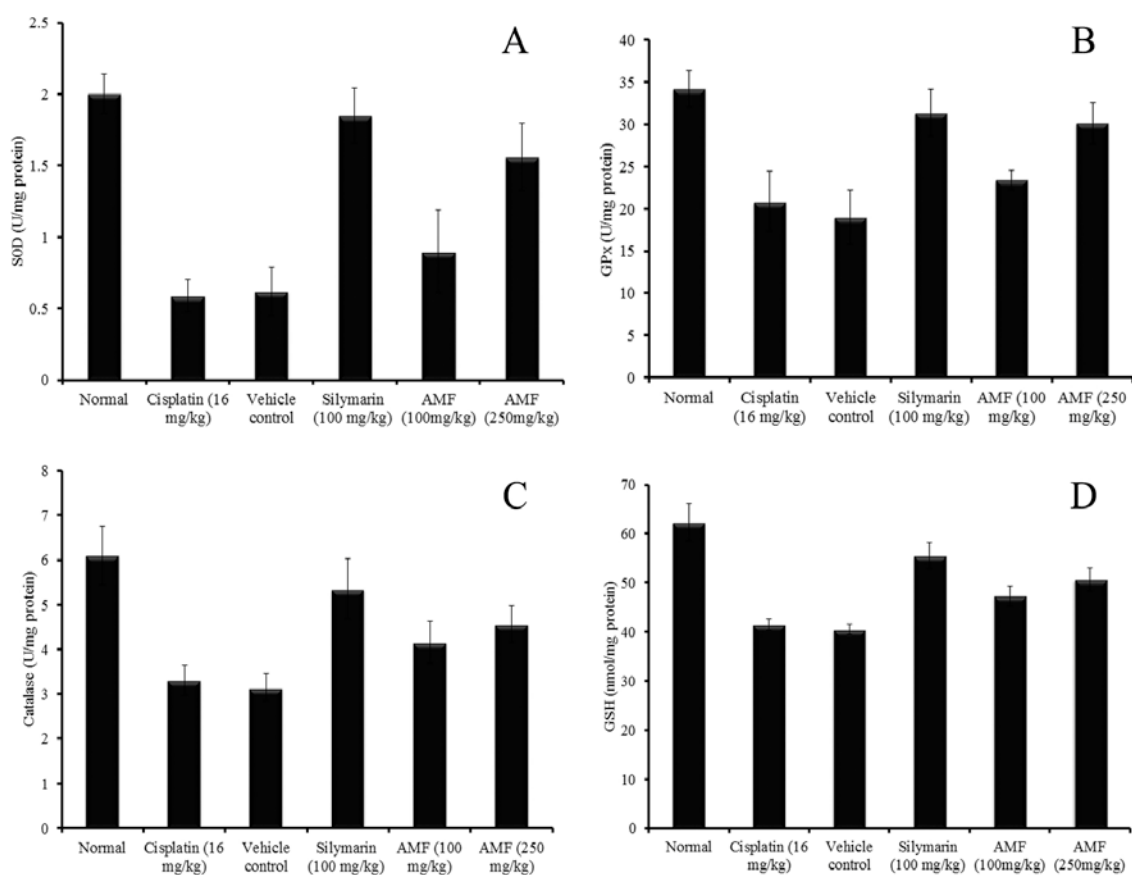 A
SOD (U/mg protein)
2.5
2
1.5
1
0.5
0
Normal
Cisplatin (16
mg/kg)
Vehicle
control
Silymarin
(100 mg/kg)
AMF
(100mg/kg)
AMF
(250mg/kg)
B
GPx (U/mg protein)
40
35
30
25
20
15
10
5
0
Normal
Cisplatin
(16 mg/kg)
Vehicle
control
Silymarin
(100 mg/kg)
AMF (100
mg/kg)
AMF (250
mg/kg)
C
Catalase (U/mg protein)
8
7
6
5
4
3
2
1
0
Normal
Cisplatin (16
mg/kg)
Vehicle
control
Silymarin
(100 mg/kg)
AMF (100
mg/kg)
AMF (250
mg/kg)
D
GSH (nmol/mg protein)
70
60
50
40
30
20
10
0
Normal
Cisplatin (16
mg/kg)
Vehicle
control
Silymarin
(100 mg/kg)
AMF
(100mg/kg)
AMF
(250mg/kg)